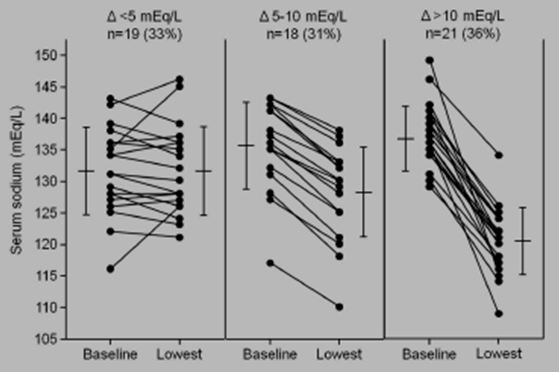 Δ <5 mEq/L
n=19 (33%)
Δ 5-10 mEq/L
n=18 (31%)
Δ >10 mEq/L
n=21 (36%)
Serum sodium (mEq/L)
150
145
140
135
130
125
120
115
110
105
Baseline Lowest
Baseline Lowest
Baseline Lowest